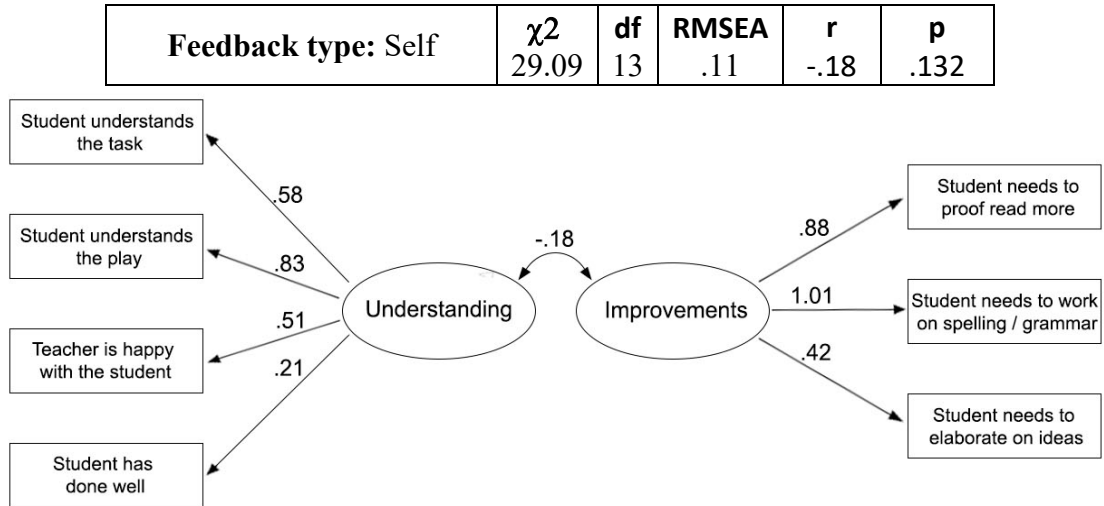 Feedback type: Self
χ2 df RMSEA r p
29.09 13 .11 -.18 .132
Student understands
the task
.58
Student understands
the play
.83
Teacher is happy
with the student
.51
Student has
done well
.21
Understanding
-.18
Improvements
.88
Student needs to
proof read more
1.01
Student needs to work
on spelling / grammar
.42
Student needs to
elaborate on ideas